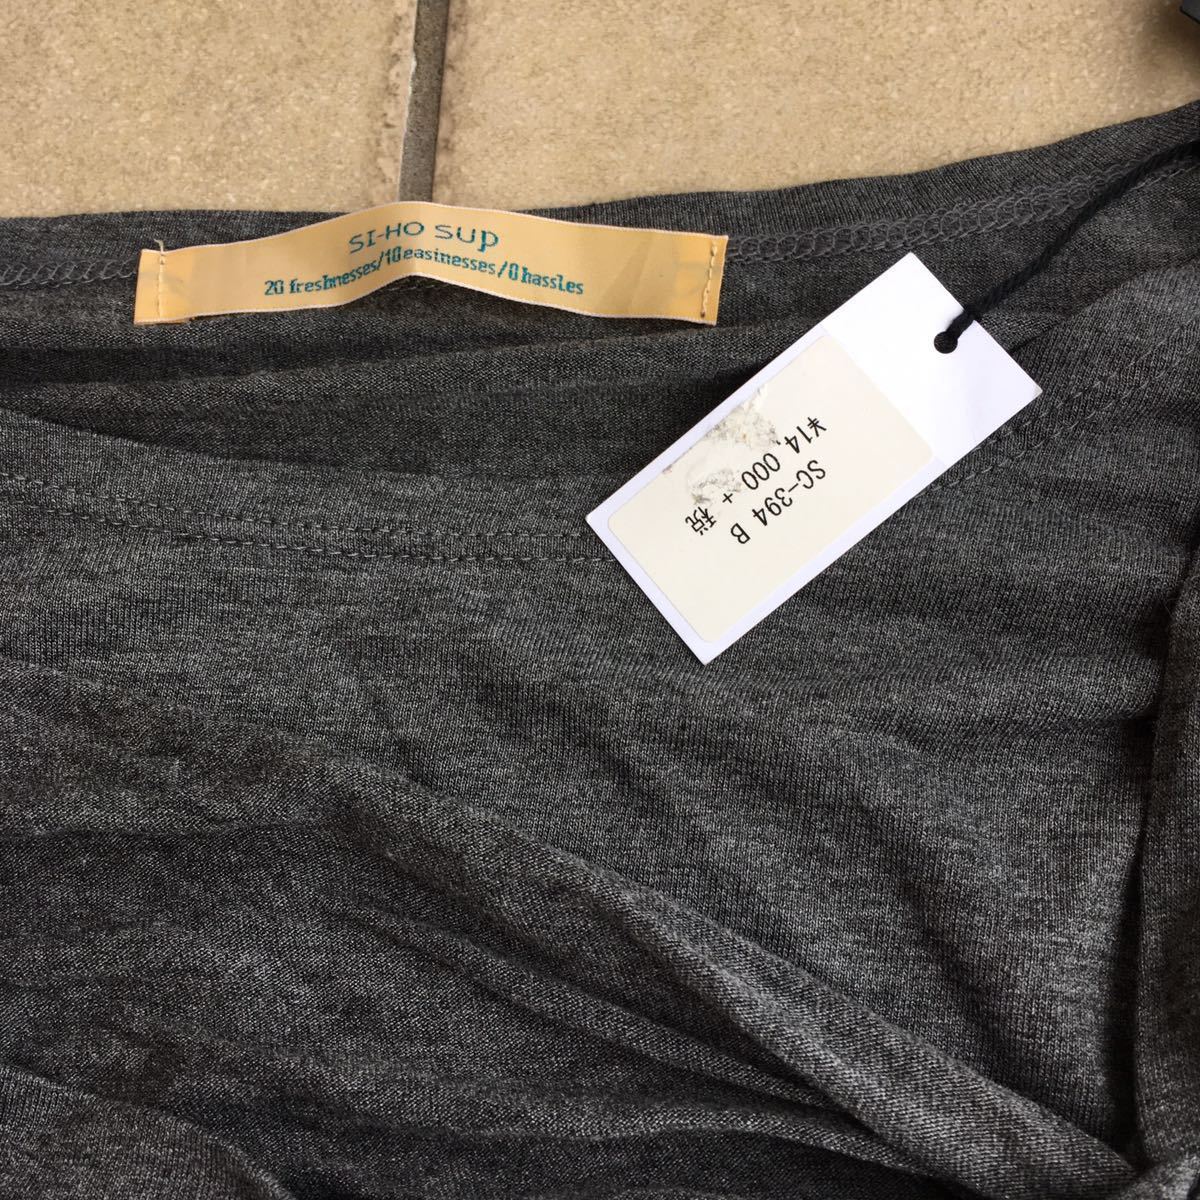 SI-HO sup
20 freshnesses/10 easinesses/0 hassles
SC-394 B
¥14,000+税